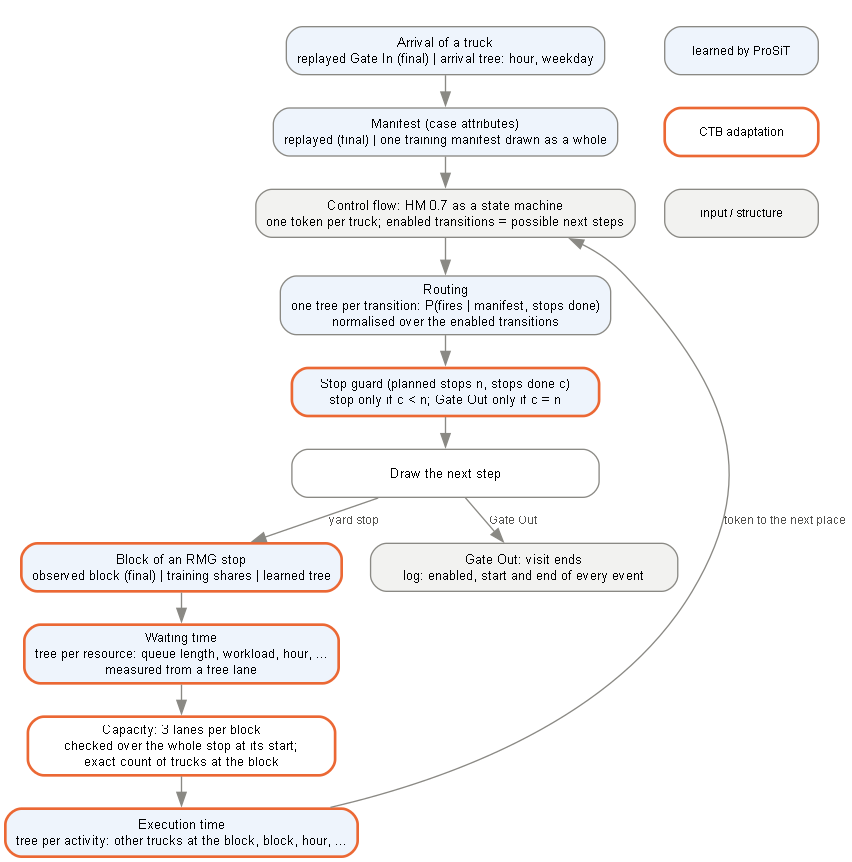 Arrival of a truck
replayed Gate In (final) | arrival tree: hour, weekday
learned by ProSiT
Manifest (case attributes)
replayed (final) | one training manifest drawn as a whole
CTB adaptation
Control flow: HM 0.7 as a state machine
one token per truck; enabled transitions = possible next steps
input / structure
Routing
one tree per transition: P(fires | manifest, stops done)
normalised over the enabled transitions
Stop guard (planned stops n, stops done c)
stop only if c < n; Gate Out only if c = n
Draw the next step
yard stop
Gate Out
token to the next place
Block of an RMG stop
observed block (final) | training shares | learned tree
Gate Out: visit ends
log: enabled, start and end of every event
Waiting time
tree per resource: queue length, workload, hour, ...
measured from a free lane
Capacity: 3 lanes per block
checked over the whole stop at its start;
exact count of trucks at the block
Execution time
tree per activity: other trucks at the block, block, hour, ...